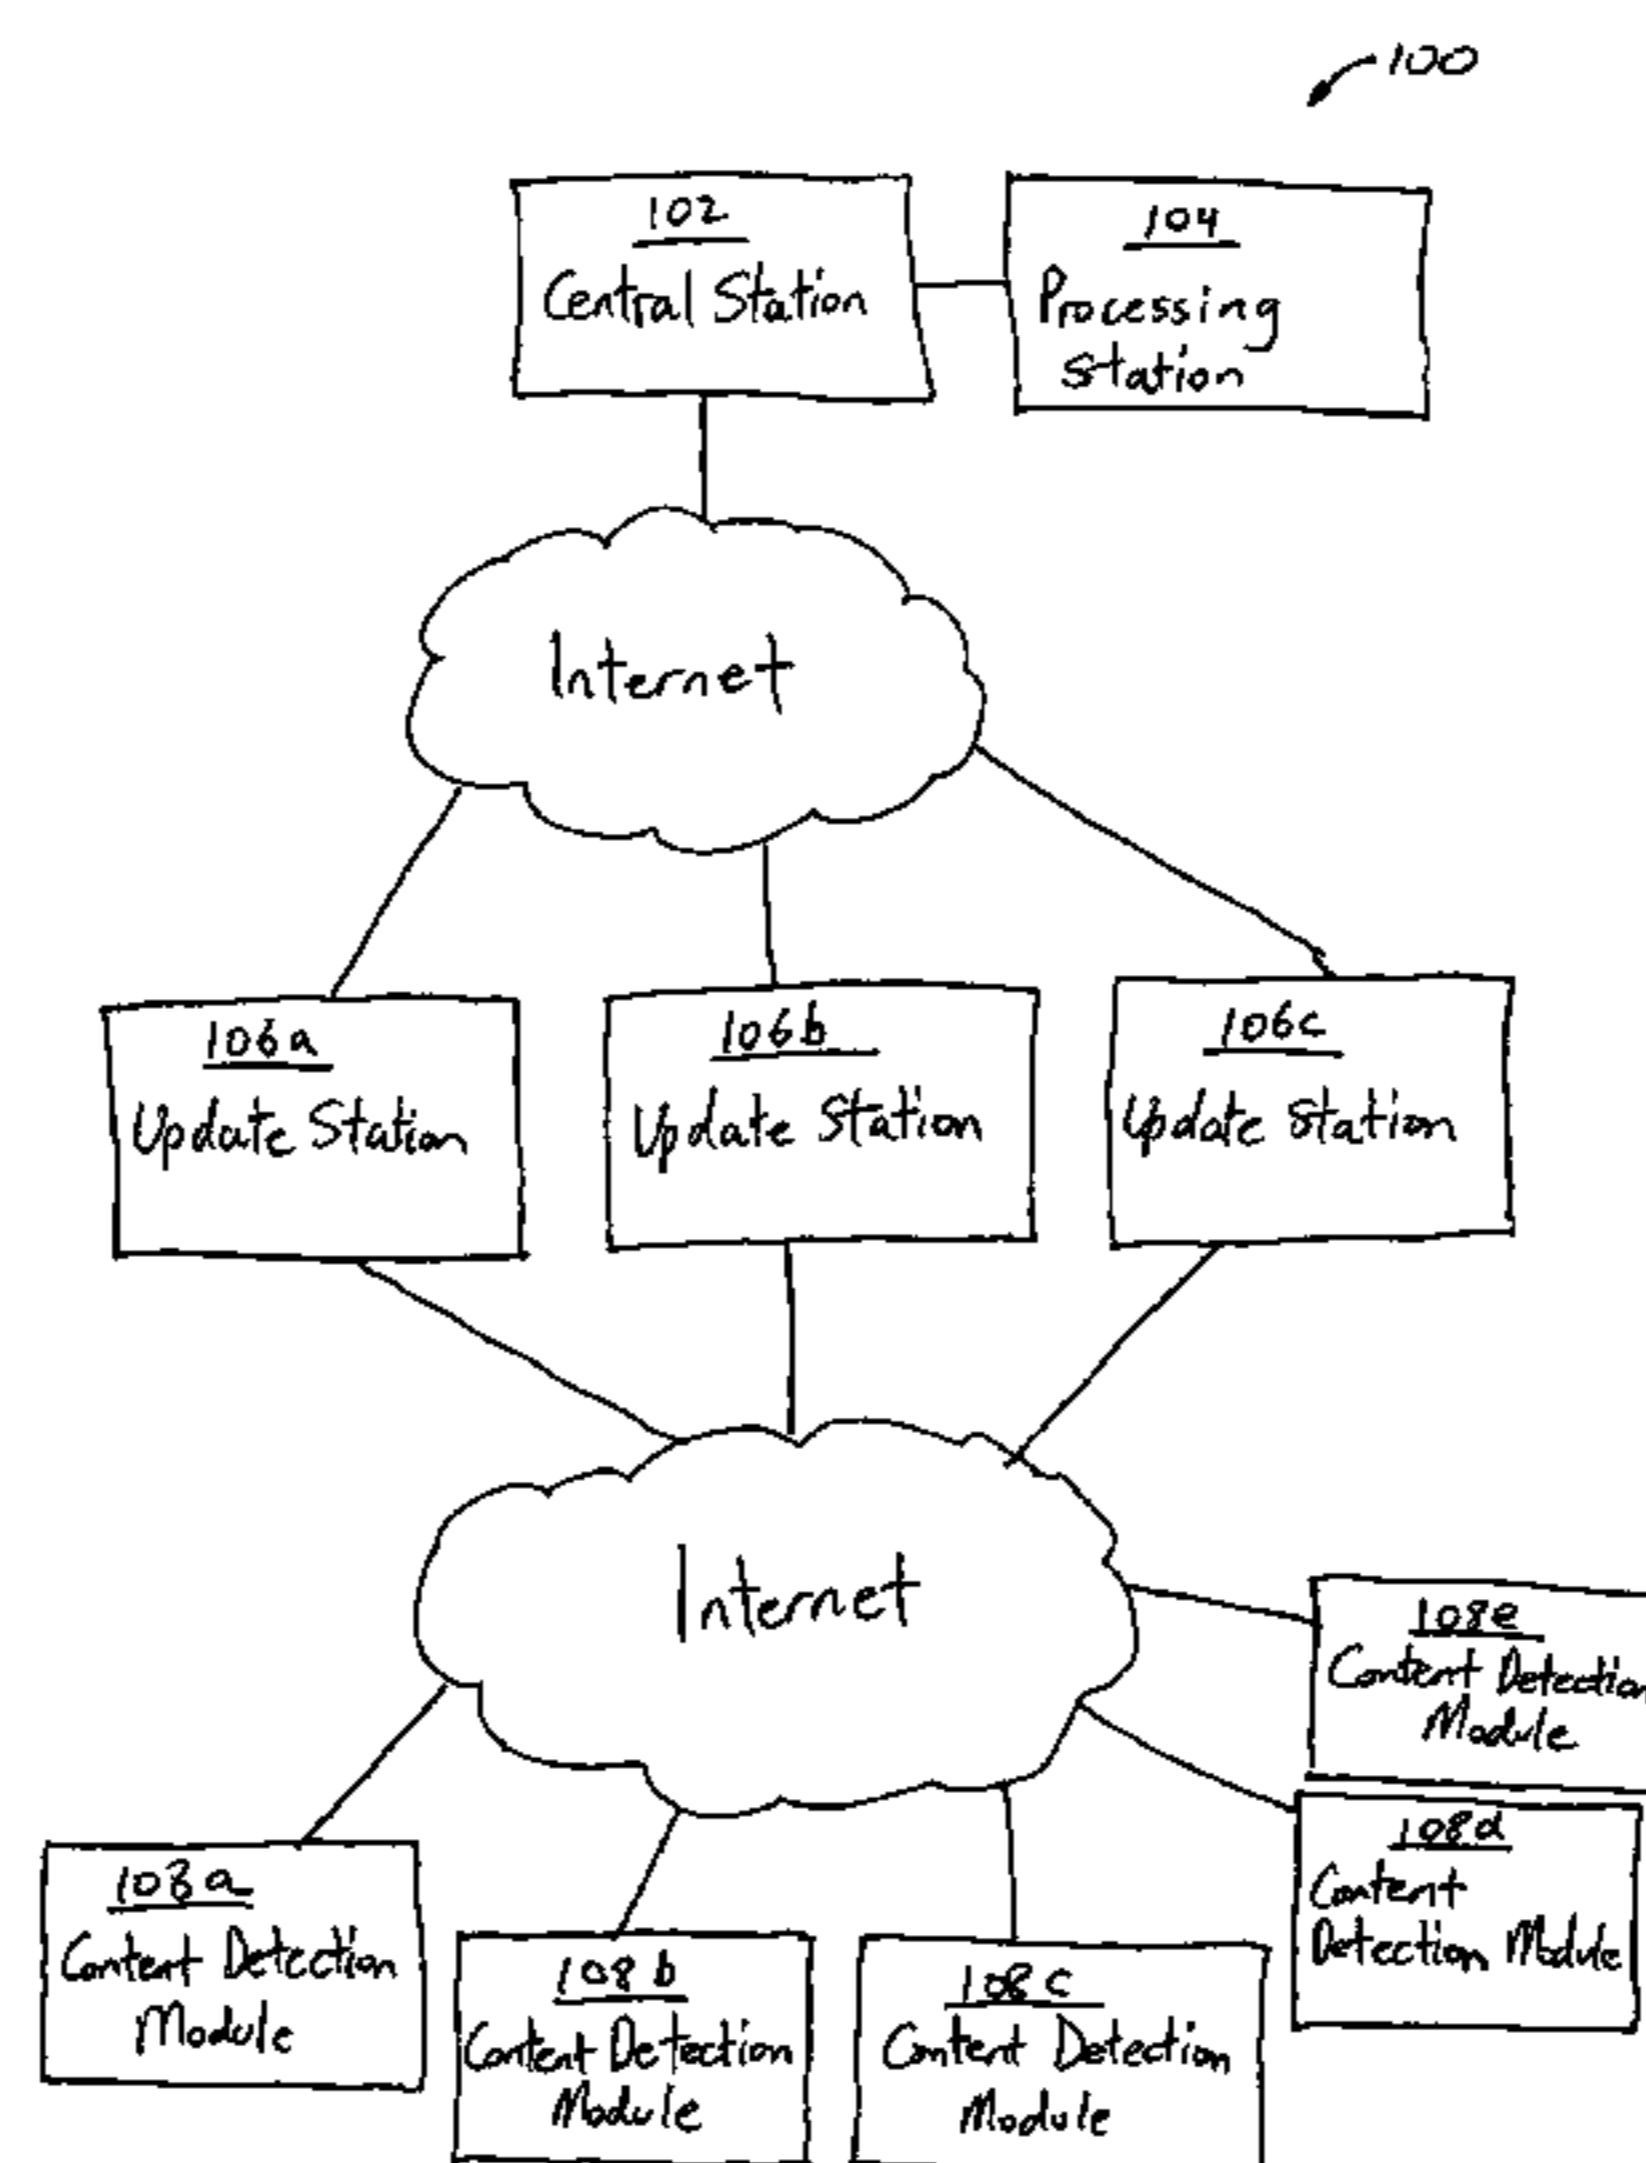 100
102
Central Station
104
Processing
Station
Internet
106a
Update Station
106b
Update Station
106c
Update Station
Internet
108e
Content Detection
Module
108d
Content
Detection Module
108a
Content Detection
Module
108b
Content Detection
Module
108c
Content Detection
Module